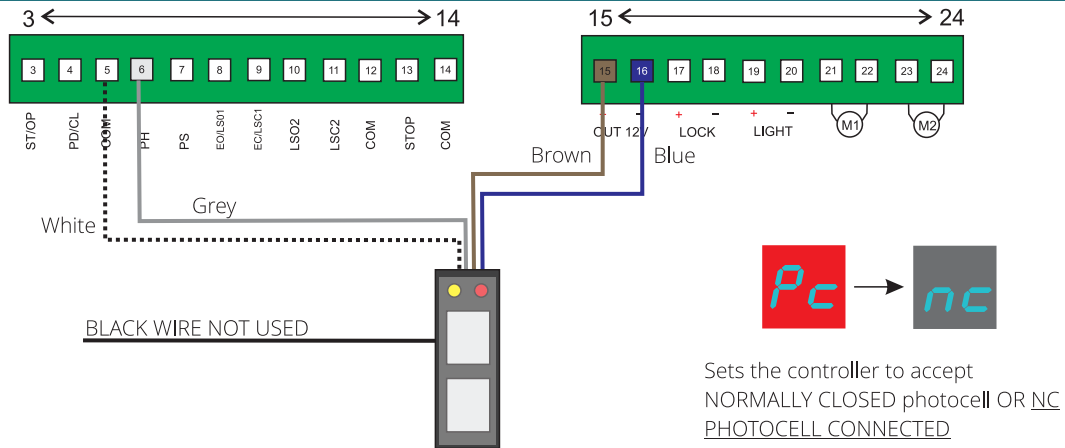 3 14
15 24
3 4 5 6 7 8 9 10 11 12 13 14
15 16 17 18 19 20 21 22 23 24
ST/OP
PD/CL
COM
PH
PS
EO/LS01
EC/LSC1
LSO2
LSC2
COM
STOP
COM
+ - + - + -
OUT 12V LOCK LIGHT M1 M2
Brown Blue
Grey
White
BLACK WIRE NOT USED
Pc nc
Sets the controller to accept
NORMALLY CLOSED photocell OR NC
PHOTOCELL CONNECTED